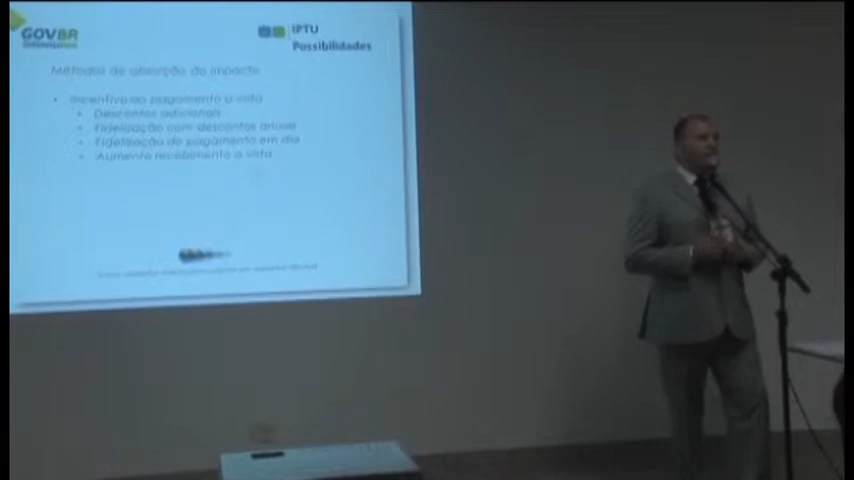 GOVBR
IPTU
Possibilidades
Métodos de absorção do impacto
Incentivo ao pagamento a vista
Descontos adicionais
Fidelização com descontos anuais
Fidelização do pagamento em dia
Aumento recebimento a vista